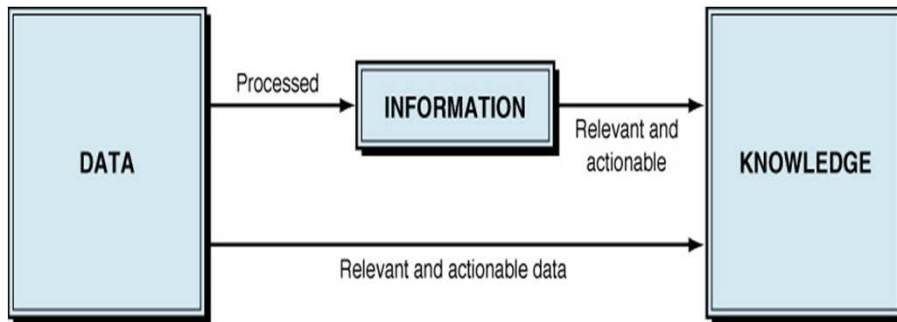 Processed
INFORMATION
Relevant and
actionable
DATA
KNOWLEDGE
Relevant and actionable data